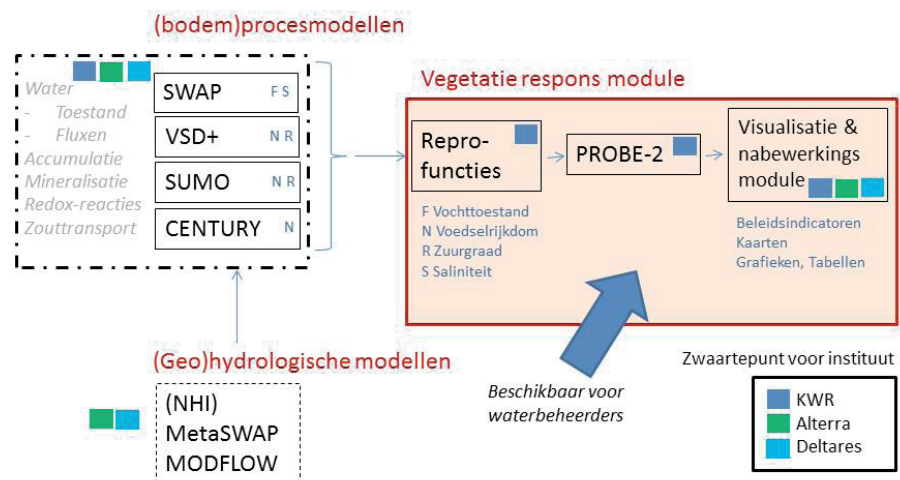 (bodem)procesmodellen
Water
- Toestand
- Fluxen
Accumulatie
Mineralisatie
Redox-reacties
Zouttransport
SWAP F S
VSD+ N R
SUMO N R
CENTURY N
Vegetatie respons module
Repro-
functies
PROBE-2
Visualisatie &
nabewerkings
module
F Vochttoestand
N Voedselrijkdom
R Zuurgraad
S Saliniteit
Beleidsindicatoren
Kaarten
Grafieken, Tabellen
(Geo)hydrologische modellen
(NHI)
MetaSWAP
MODFLOW
Beschikbaar voor
waterbeheerders
Zwaartepunt voor instituut
KWR
Alterra
Deltares